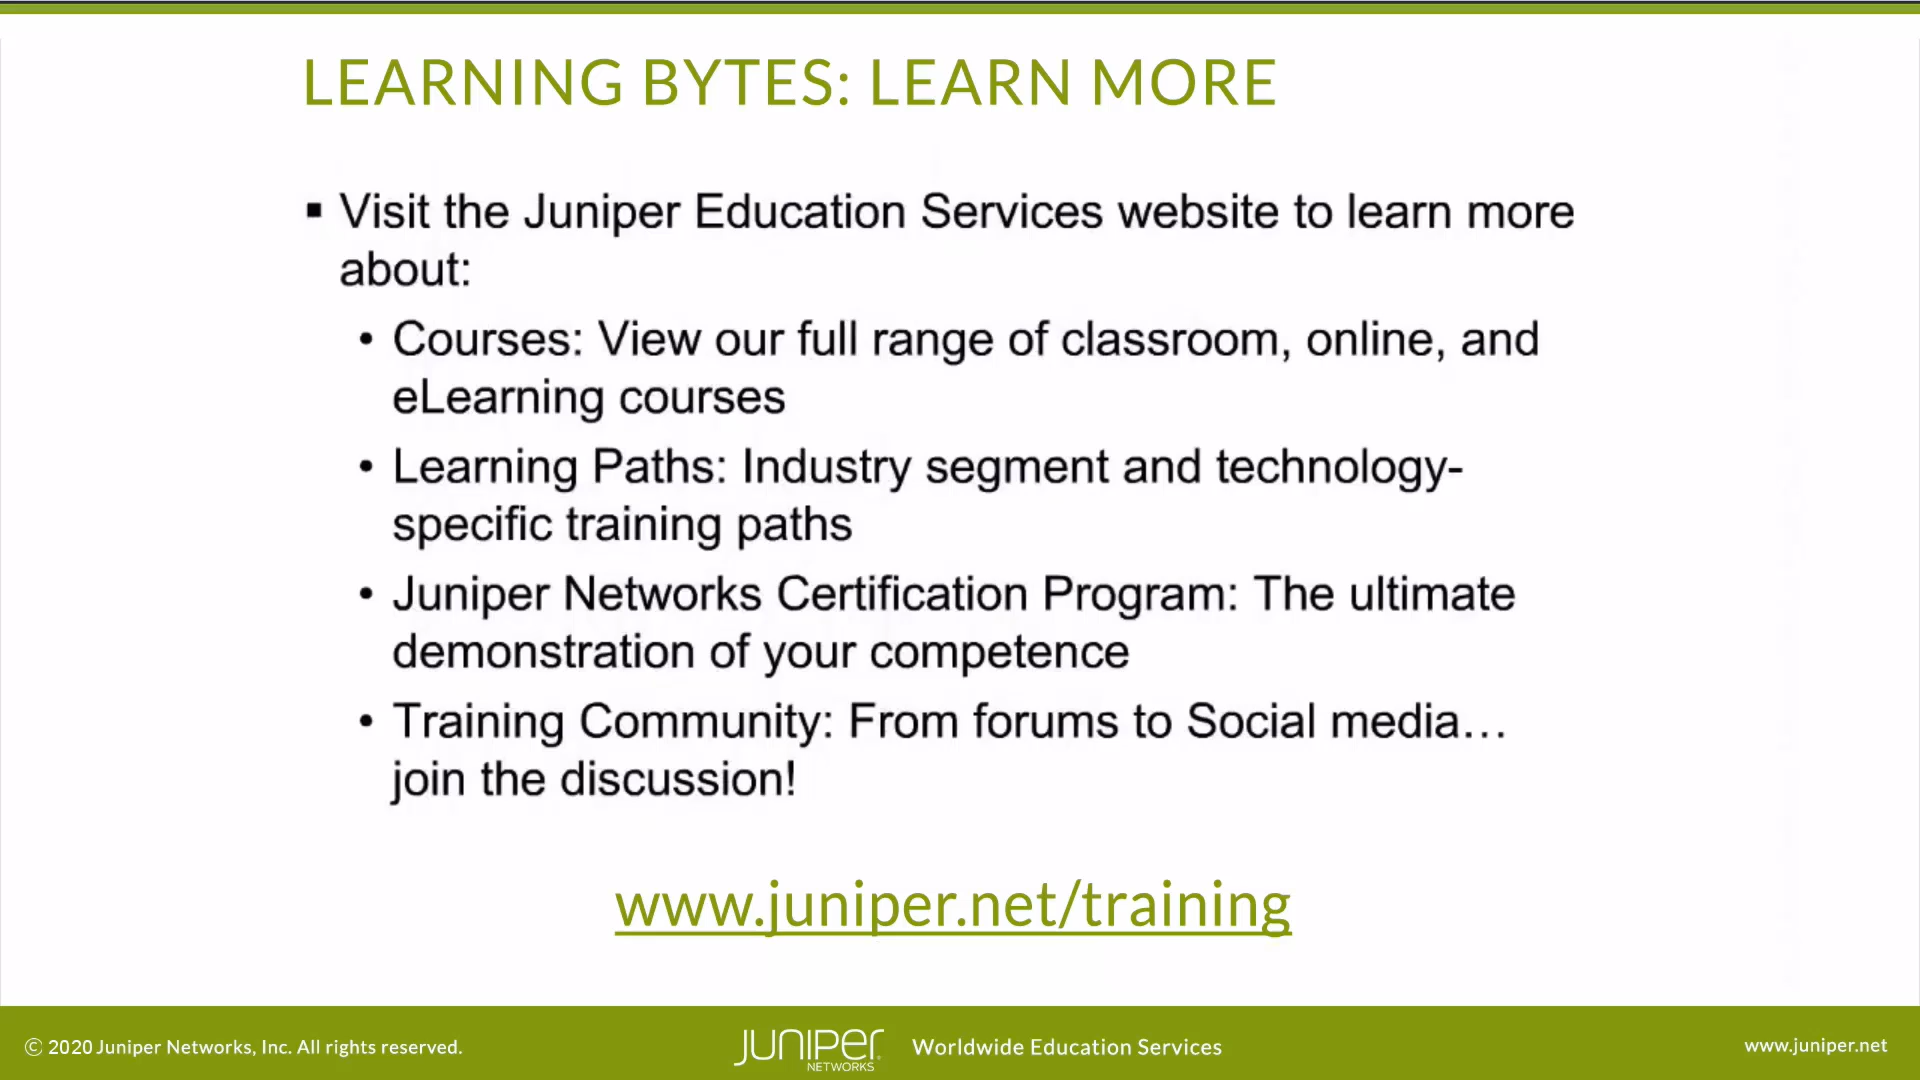 LEARNING BYTES: LEARN MORE
▪ Visit the Juniper Education Services website to learn more
about:
• Courses: View our full range of classroom, online, and
eLearning courses
• Learning Paths: Industry segment and technology-
specific training paths
• Juniper Networks Certification Program: The ultimate
demonstration of your competence
• Training Community: From forums to Social media…
join the discussion!
www.juniper.net/training
© 2020 Juniper Networks, Inc. All rights reserved.
JUNIPER NETWORKS
Worldwide Education Services
www.juniper.net